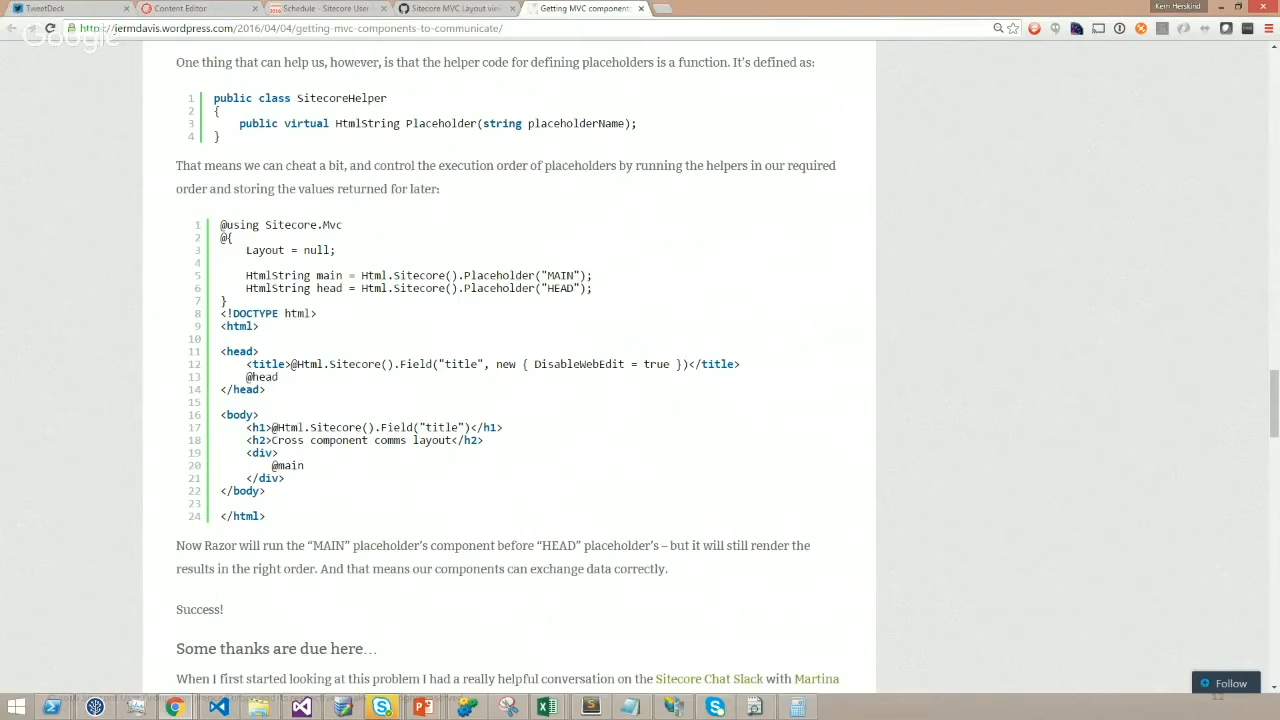 TweetDeck
Content Editor
Schedule - Sitecore User
Sitecore MVC Layout view
Getting MVC component
Kern Herskind
https://jermdavis.wordpress.com/2016/04/04/getting-mvc-components-to-communicate/
Google
One thing that can help us, however, is that the helper code for defining placeholders is a function. It's defined as:
1 public class SitecoreHelper
2 {
3 public virtual HtmlString Placeholder(string placeholderName);
4 }
That means we can cheat a bit, and control the execution order of placeholders by running the helpers in our required
order and storing the values returned for later:
1 @using Sitecore.Mvc
2 @{
3 Layout = null;
4
5 HtmlString main = Html.Sitecore().Placeholder("MAIN");
6 HtmlString head = Html.Sitecore().Placeholder("HEAD");
7 }
8 <!DOCTYPE html>
9 <html>
10
11 <head>
12 <title>@Html.Sitecore().Field("title", new { DisableWebEdit = true })</title>
13 @head
14 </head>
15
16 <body>
17 <h1>@Html.Sitecore().Field("title")</h1>
18 <h2>Cross component comms layout</h2>
19 <div>
20 @main
21 </div>
22 </body>
23
24 </html>
Now Razor will run the “MAIN” placeholder’s component before “HEAD” placeholder’s – but it will still render the
results in the right order. And that means our components can exchange data correctly.
Success!
Some thanks are due here…
When I first started looking at this problem I had a really helpful conversation on the Sitecore Chat Slack with Martina
Follow
12